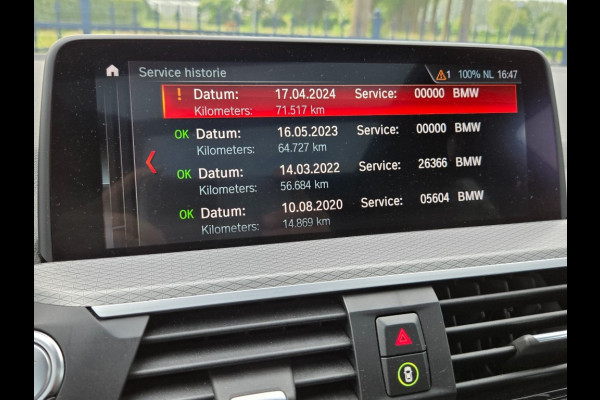 Service historie
1 100% NL 16:47
! Datum: 17.04.2024 Service: 00000 BMW
Kilometers: 71.517 km
OK Datum: 16.05.2023 Service: 00000 BMW
Kilometers: 64.727 km
OK Datum: 14.03.2022 Service: 26366 BMW
Kilometers: 56.684 km
OK Datum: 10.08.2020 Service: 05604 BMW
Kilometers: 14.869 km